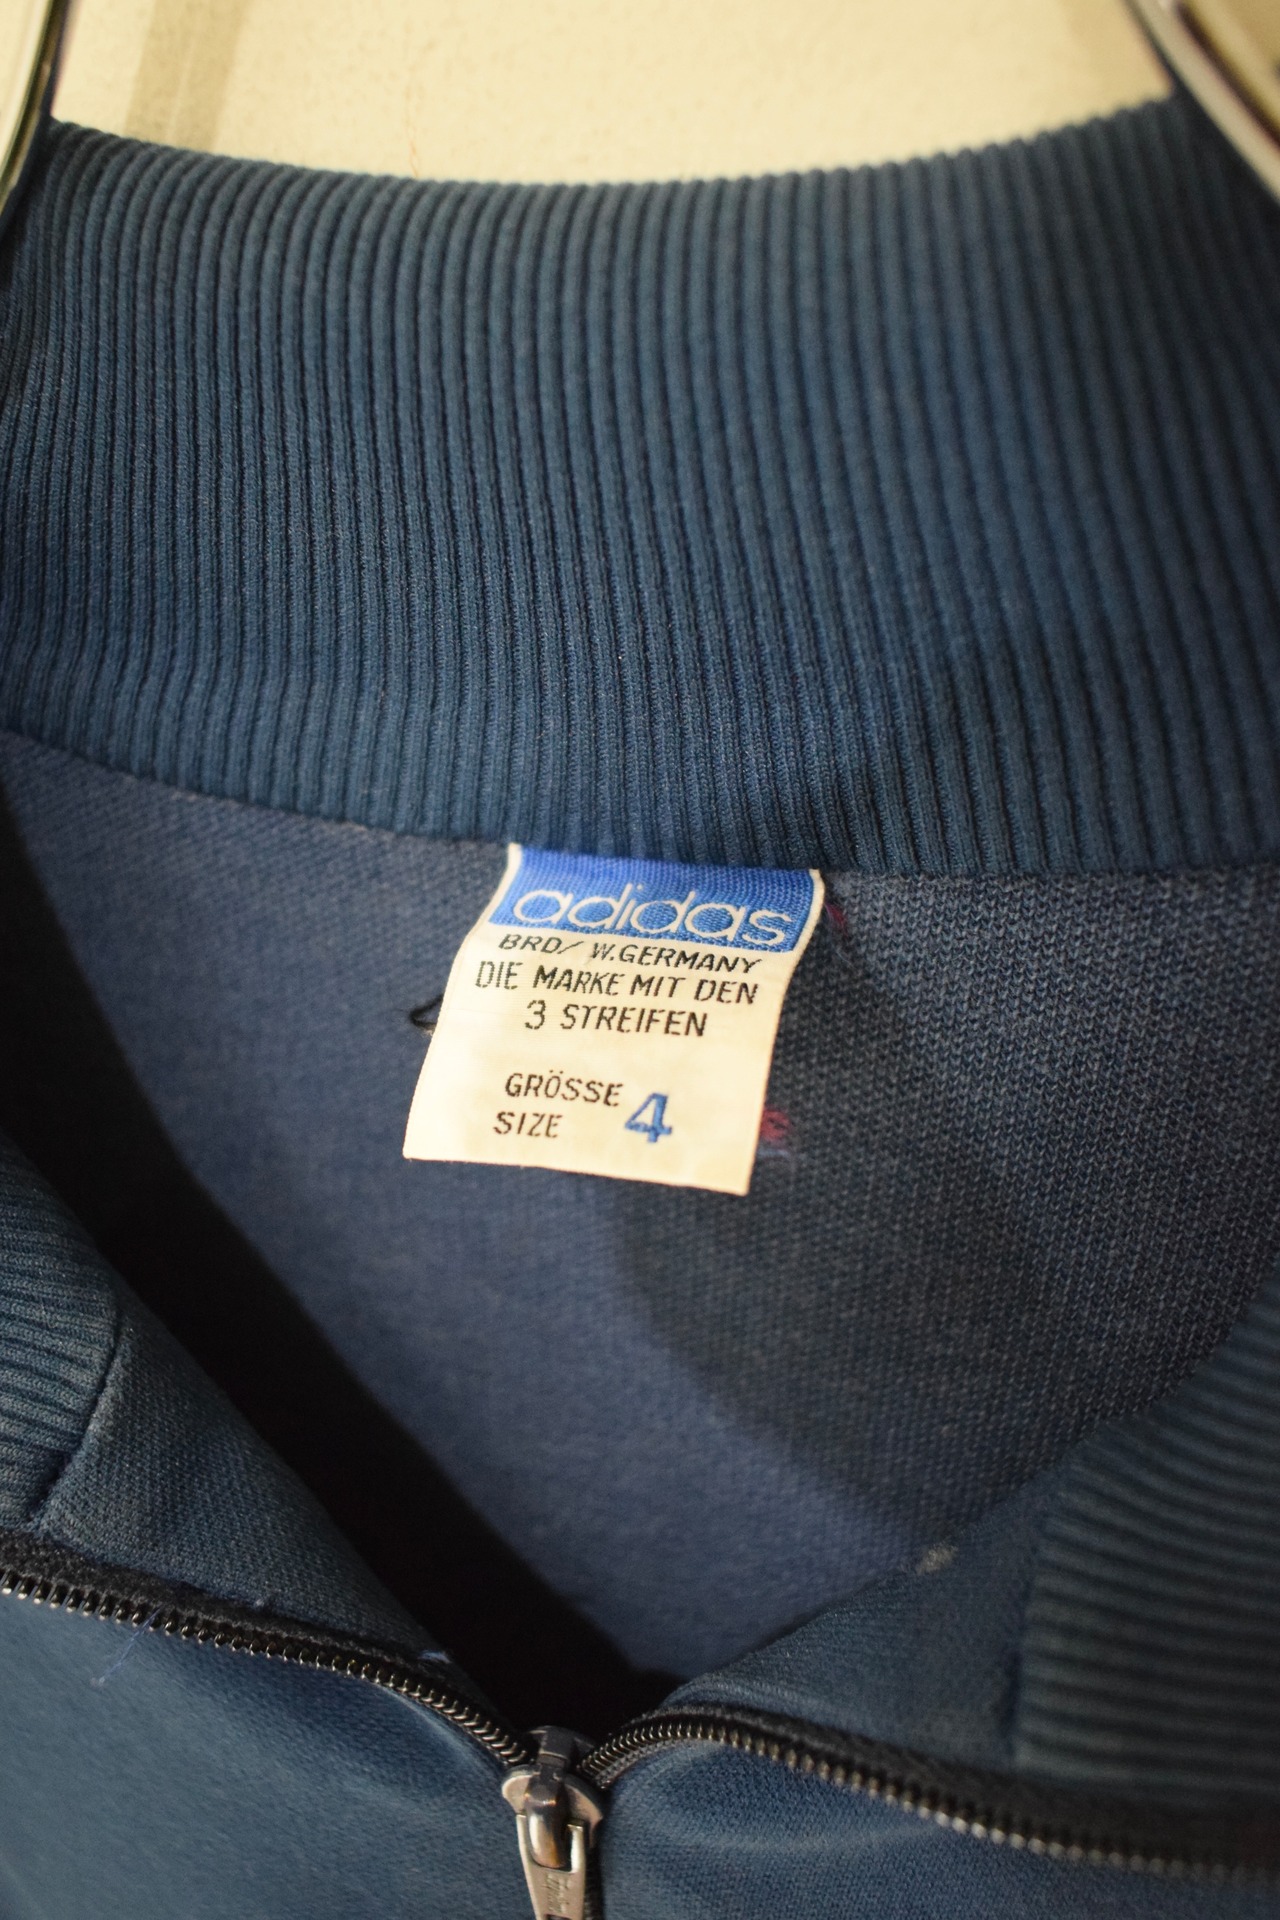 adidas
BRD/ W.GERMANY
DIE MARKE MIT DEN
3 STREIFEN
GRÖSSE
SIZE 4